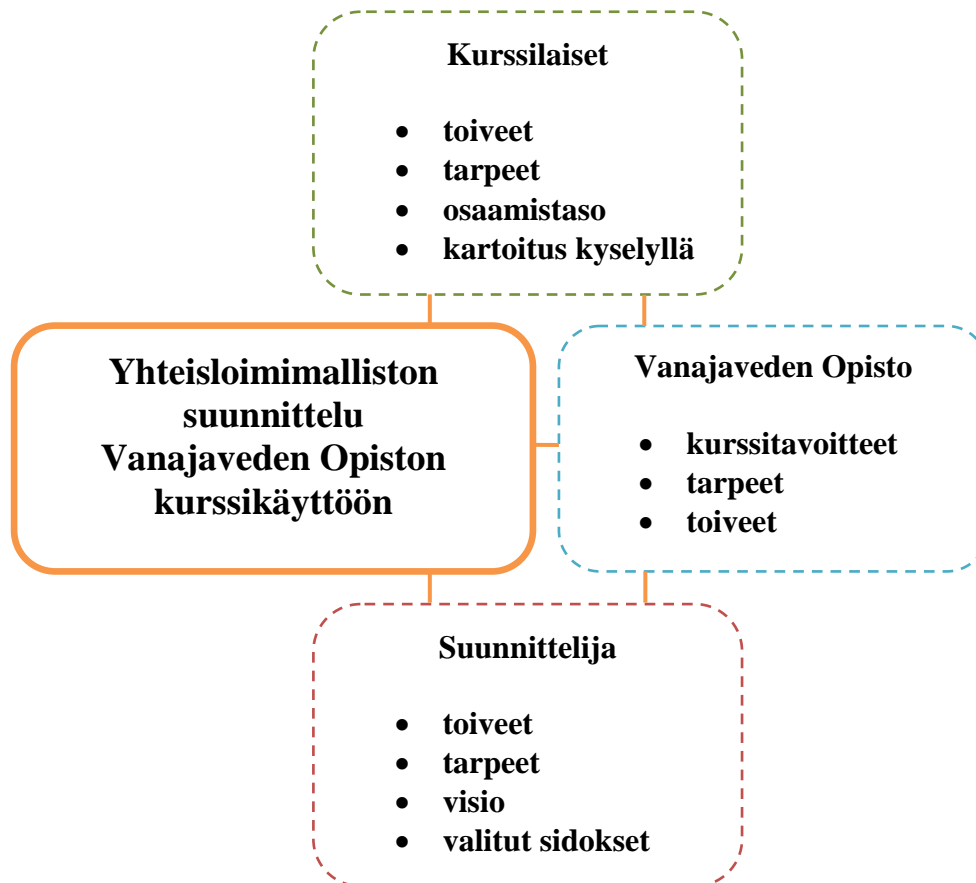 Kurssilaiset
• toiveet
• tarpeet
• osaamistaso
• kartoitus kyselyllä
Yhteisloimimalliston
suunnittelu
Vanajaveden Opiston
kurssikäyttöön
Vanajaveden Opisto
• kurssitavoitteet
• tarpeet
• toiveet
Suunnittelija
• toiveet
• tarpeet
• visio
• valitut sidokset